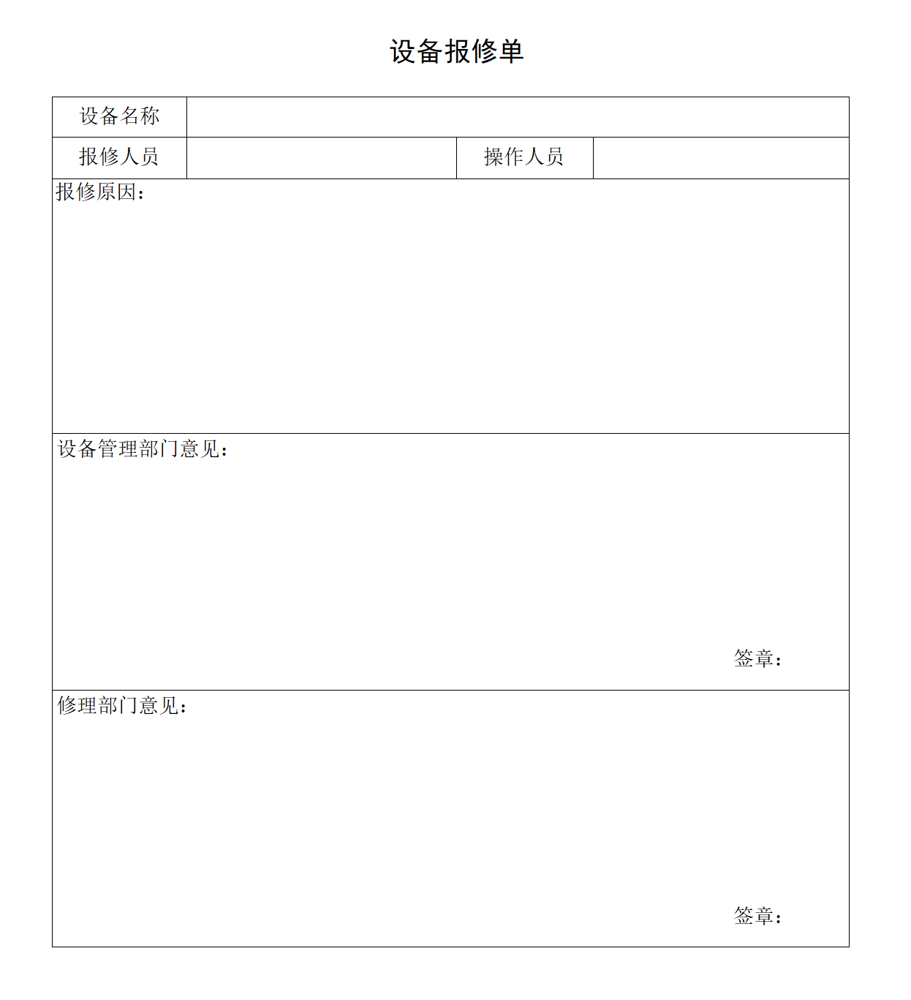 设备报修单
设备名称
报修人员 操作人员
报修原因：
设备管理部门意见：
签章：
修理部门意见：
签章：